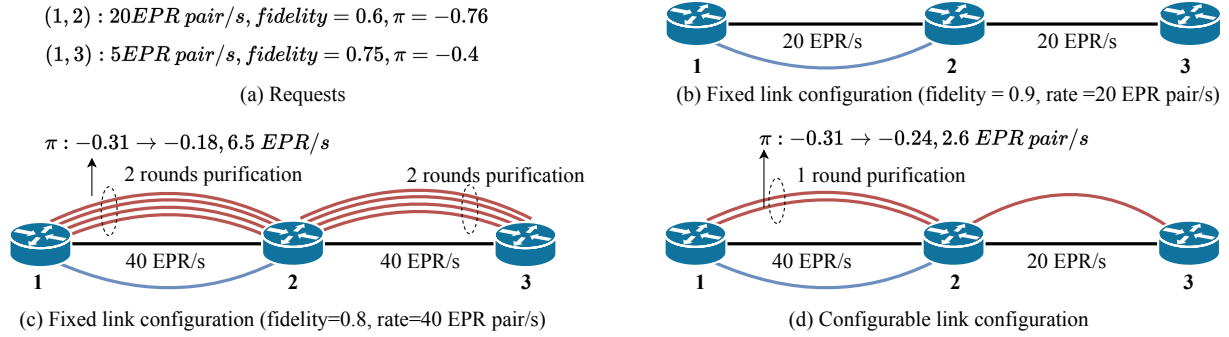 (1, 2) : 20EPR pair/s, fidelity = 0.6, π = −0.76
(1, 3) : 5EPR pair/s, fidelity = 0.75, π = −0.4
(a) Requests
20 EPR/s
20 EPR/s
1
2
3
(b) Fixed link configuration (fidelity = 0.9, rate =20 EPR pair/s)
π : −0.31 → −0.18, 6.5 EPR/s
2 rounds purification
2 rounds purification
40 EPR/s
40 EPR/s
1
2
3
(c) Fixed link configuration (fidelity=0.8, rate=40 EPR pair/s)
π : −0.31 → −0.24, 2.6 EPR pair/s
1 round purification
40 EPR/s
20 EPR/s
1
2
3
(d) Configurable link configuration